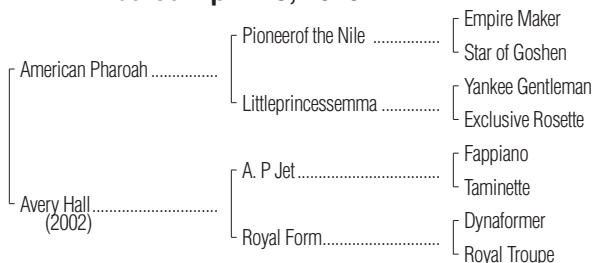 Empire Maker
Pioneerof the Nile ................
Star of Goshen
American Pharoah ................
Yankee Gentleman
Littleprincessemma ..............
Exclusive Rosette
Fappiano
A. P Jet ..................................
Taminette
Avery Hall ..............................
(2002)
Dynaformer
Royal Form ............................
Royal Troupe